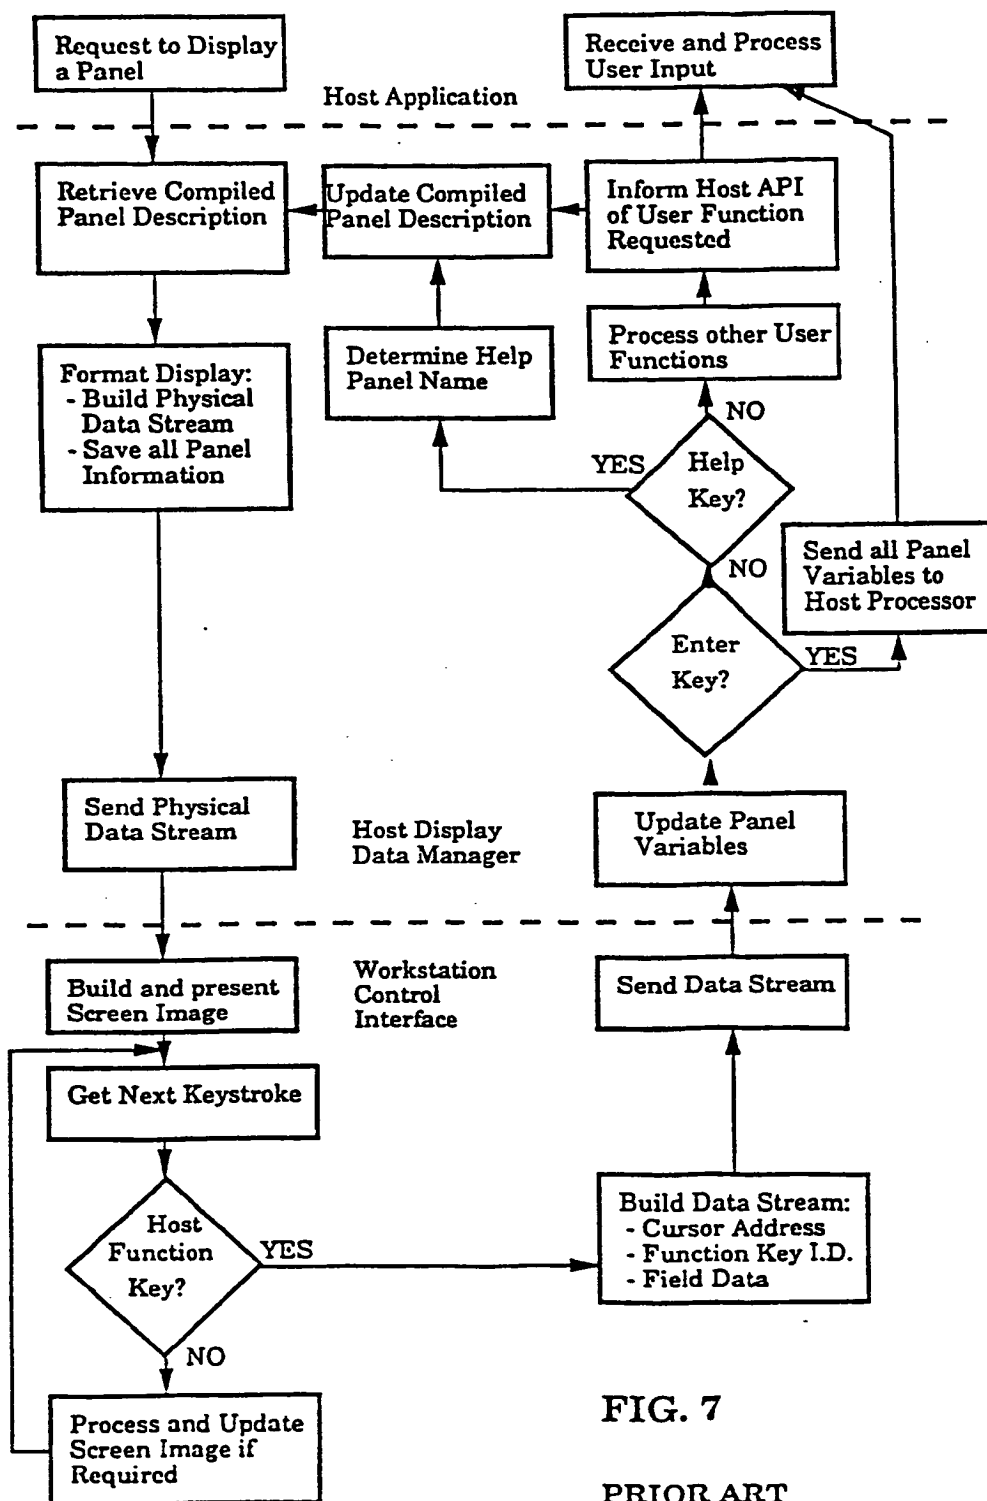 Request to Display
a Panel
Receive and Process
User Input
Host Application
Retrieve Compiled
Panel Description
Update Compiled
Panel Description
Inform Host API
of User Function
Requested
Format Display:
- Build Physical
Data Stream
- Save all Panel
Information
Determine Help
Panel Name
Process other User
Functions
NO
YES
Help
Key?
Send all Panel
Variables to
Host Processor
NO
Enter
Key?
YES
Send Physical
Data Stream
Host Display
Data Manager
Update Panel
Variables
Build and present
Screen Image
Workstation
Control
Interface
Send Data Stream
Get Next Keystroke
Host
Function
Key?
YES
Build Data Stream:
- Cursor Address
- Function Key I.D.
- Field Data
NO
Process and Update
Screen Image if
Required
FIG. 7
PRIOR ART